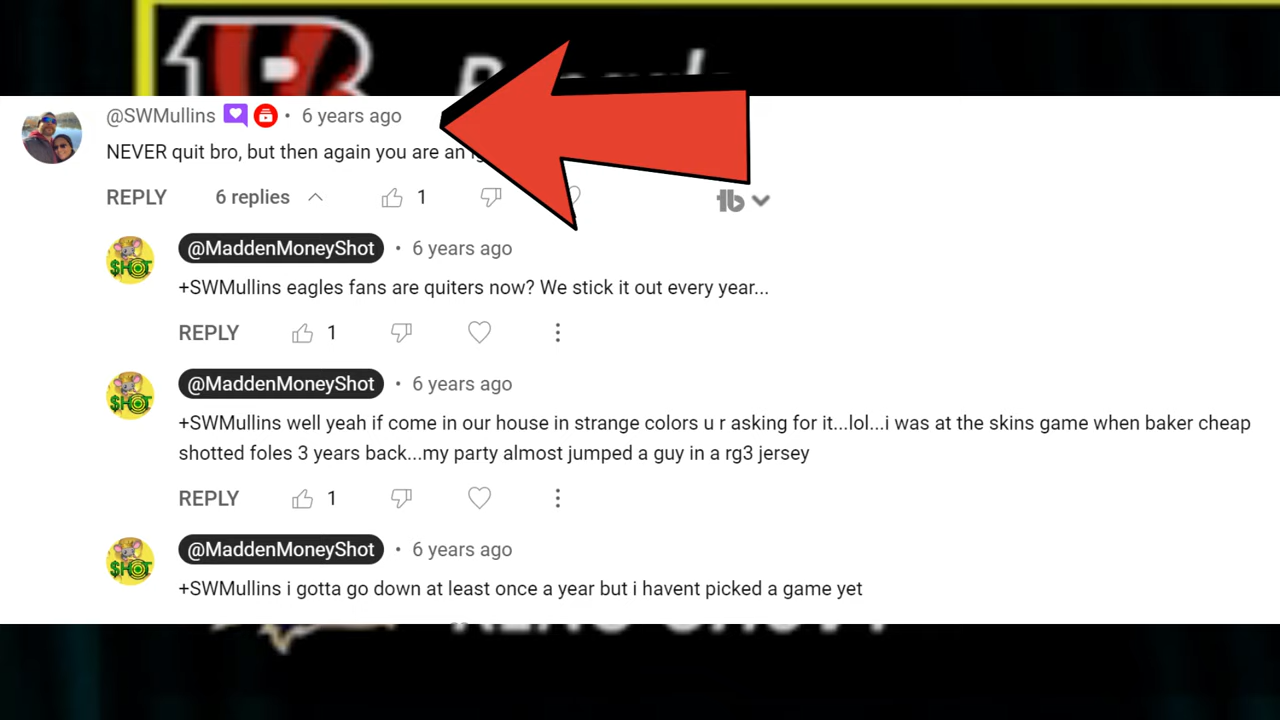 @SWMullins • 6 years ago
NEVER quit bro, but then again you are an
REPLY 6 replies 1
@MaddenMoneyShot • 6 years ago
+SWMullins eagles fans are quiters now? We stick it out every year...
REPLY 1
@MaddenMoneyShot • 6 years ago
+SWMullins well yeah if come in our house in strange colors u r asking for it...lol...i was at the skins game when baker cheap
shotted foles 3 years back...my party almost jumped a guy in a rg3 jersey
REPLY 1
@MaddenMoneyShot • 6 years ago
+SWMullins i gotta go down at least once a year but i havent picked a game yet